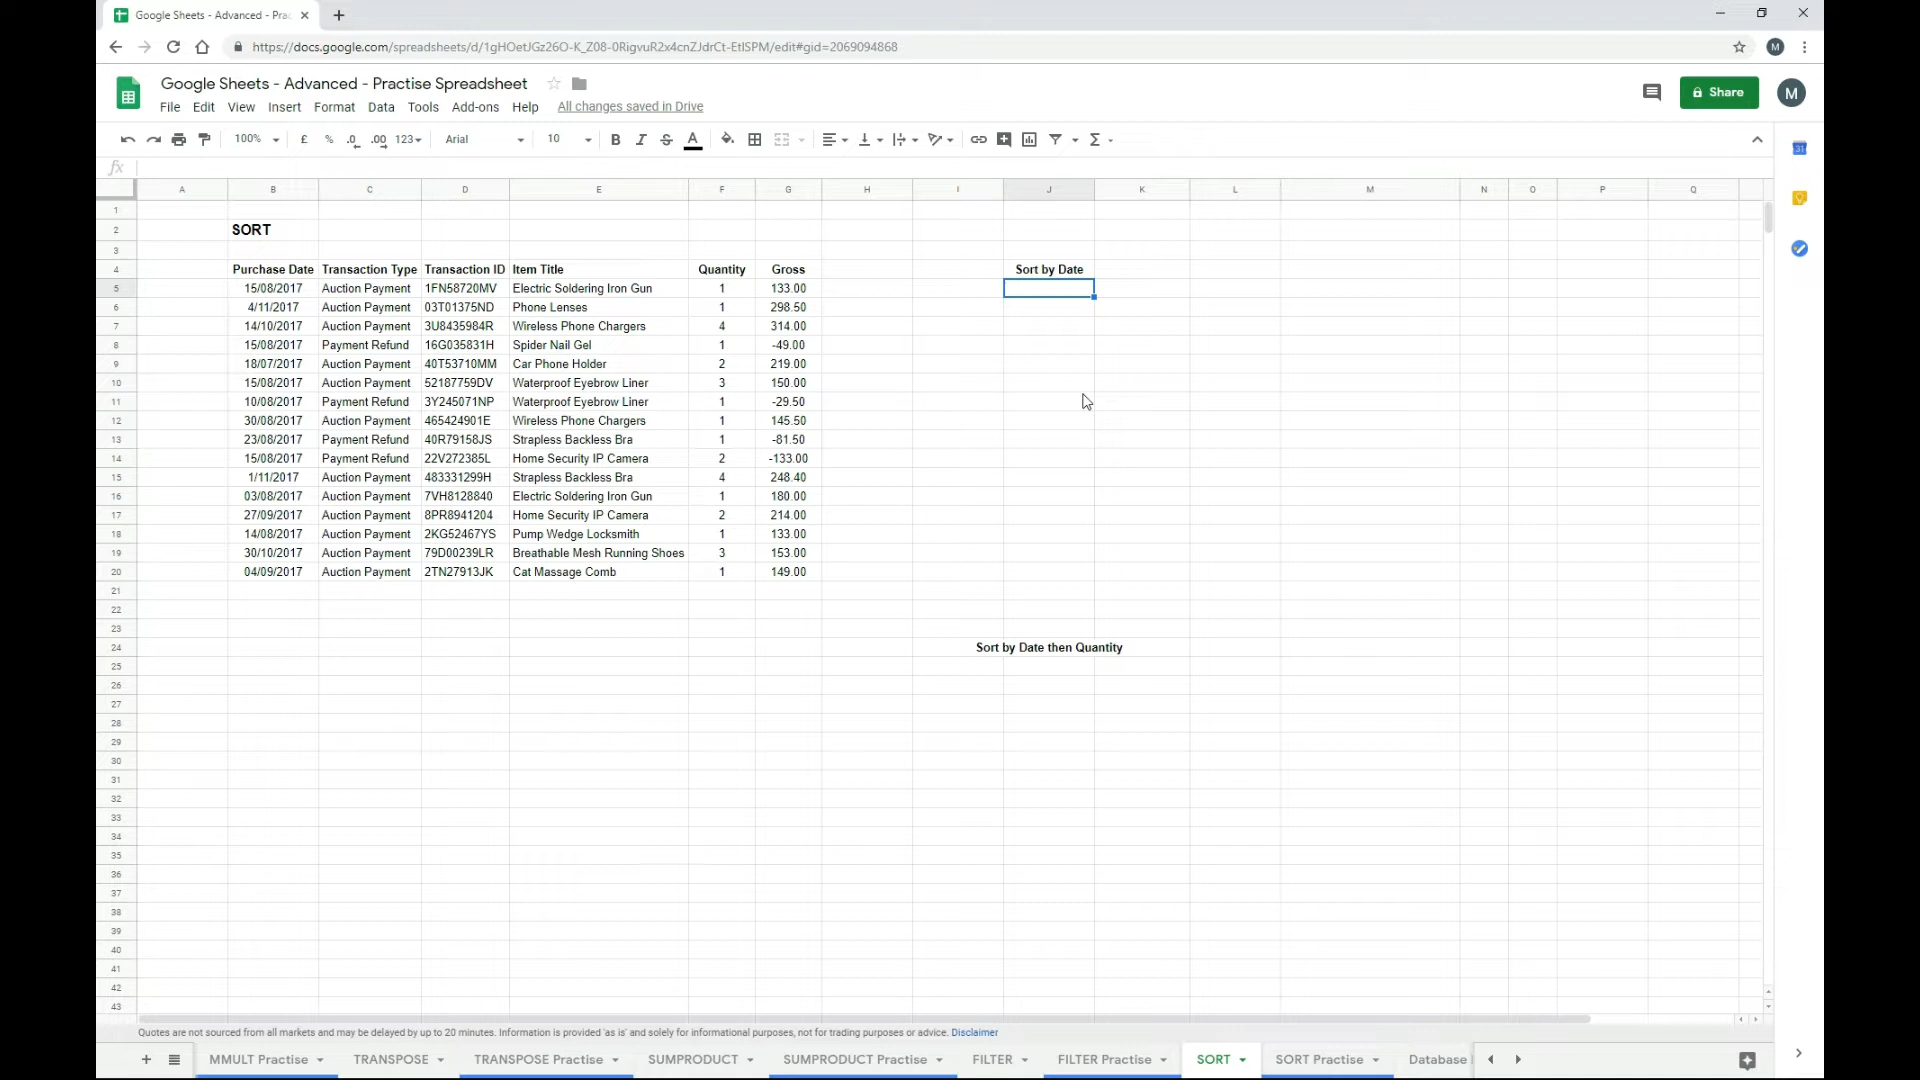 Google Sheets - Advanced - Prac
https://docs.google.com/spreadsheets/d/1gHOetJGz26O-K_Z08-0RigvuR2x4cnZJdrCt-EtlSPM/edit#gid=2069094868
M
Google Sheets - Advanced - Practise Spreadsheet
Share
M
File Edit View Insert Format Data Tools Add-ons Help All changes saved in Drive
100% £ % .0 .00 123 Arial 10 B I S A Σ
31
fx
A B C D E F G H I J K L M N O P Q
1
2 SORT
3
4 Purchase Date Transaction Type Transaction ID Item Title Quantity Gross Sort by Date
5 15/08/2017 Auction Payment 1FN58720MV Electric Soldering Iron Gun 1 133.00
6 4/11/2017 Auction Payment 03T01375ND Phone Lenses 1 298.50
7 14/10/2017 Auction Payment 3U8435984R Wireless Phone Chargers 4 314.00
8 15/08/2017 Payment Refund 16G035831H Spider Nail Gel 1 -49.00
9 18/07/2017 Auction Payment 40T53710MM Car Phone Holder 2 219.00
10 15/08/2017 Auction Payment 52187759DV Waterproof Eyebrow Liner 3 150.00
11 10/08/2017 Payment Refund 3Y245071NP Waterproof Eyebrow Liner 1 -29.50
12 30/08/2017 Auction Payment 465424901E Wireless Phone Chargers 1 145.50
13 23/08/2017 Payment Refund 40R79158JS Strapless Backless Bra 1 -81.50
14 15/08/2017 Payment Refund 22V272385L Home Security IP Camera 2 -133.00
15 1/11/2017 Auction Payment 483331299H Strapless Backless Bra 4 248.40
16 03/08/2017 Auction Payment 7VH8128840 Electric Soldering Iron Gun 1 180.00
17 27/09/2017 Auction Payment 8PR8941204 Home Security IP Camera 2 214.00
18 14/08/2017 Auction Payment 2KG52467YS Pump Wedge Locksmith 1 133.00
19 30/10/2017 Auction Payment 79D00239LR Breathable Mesh Running Shoes 3 153.00
20 04/09/2017 Auction Payment 2TN27913JK Cat Massage Comb 1 149.00
21
22
23
24 Sort by Date then Quantity
25
26
27
28
29
30
31
32
33
34
35
36
37
38
39
40
41
42
43
Quotes are not sourced from all markets and may be delayed by up to 20 minutes. Information is provided 'as is' and solely for informational purposes, not for trading purposes or advice. Disclaimer
MMULT Practise TRANSPOSE TRANSPOSE Practise SUMPRODUCT SUMPRODUCT Practise FILTER FILTER Practise SORT SORT Practise Database